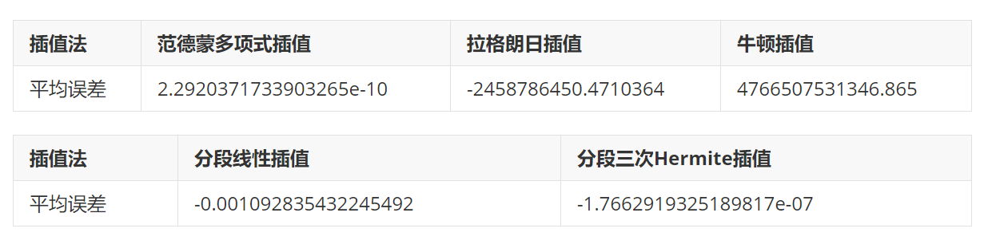 插值法 范德蒙多项式插值 拉格朗日插值 牛顿插值
平均误差 2.2920371733903265e-10 -2458786450.4710364 4766507531346.865
插值法 分段线性插值 分段三次Hermite插值
平均误差 -0.001092835432245492 -1.7662919325189817e-07